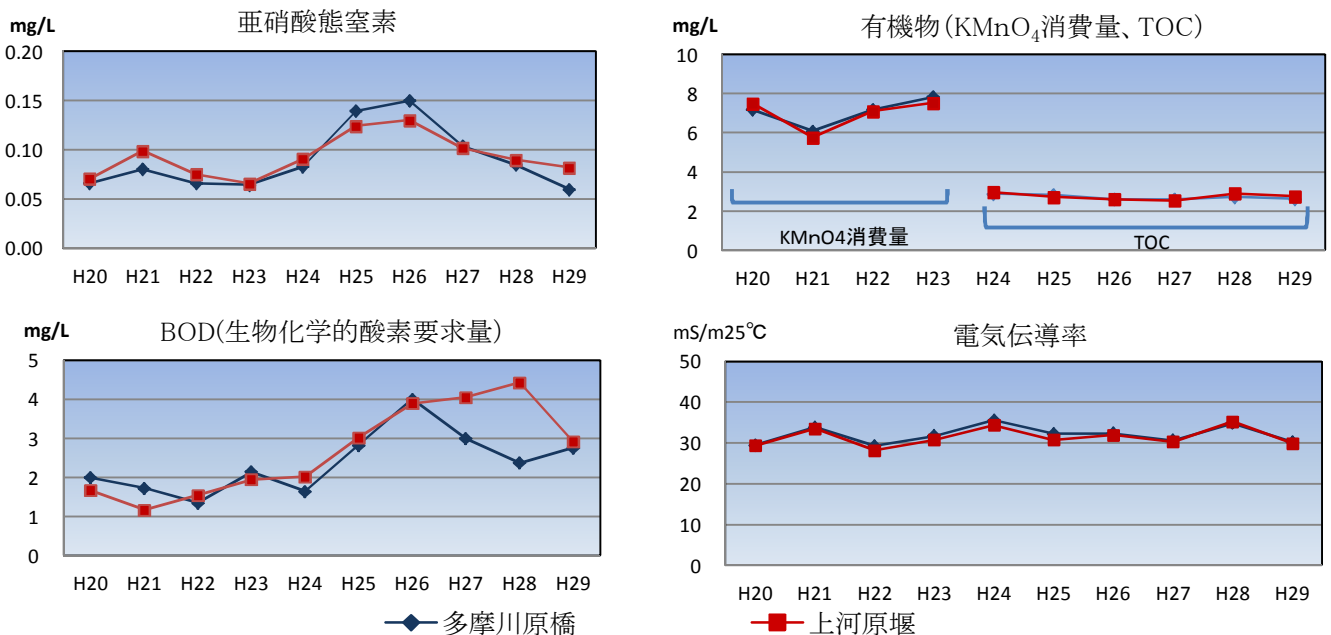 mg/L
亜硝酸態窒素
0.20
0.15
0.10
0.05
0.00
H20 H21 H22 H23 H24 H25 H26 H27 H28 H29
mg/L
有機物(KMnO₄消費量、TOC)
10
8
6
4
2
0
KMnO4消費量
TOC
H20 H21 H22 H23 H24 H25 H26 H27 H28 H29
mg/L
BOD(生物化学的酸素要求量)
5
4
3
2
1
0
H20 H21 H22 H23 H24 H25 H26 H27 H28 H29
mS/m25℃
電気伝導率
50
40
30
20
10
0
H20 H21 H22 H23 H24 H25 H26 H27 H28 H29
多摩川原橋
上河原堰